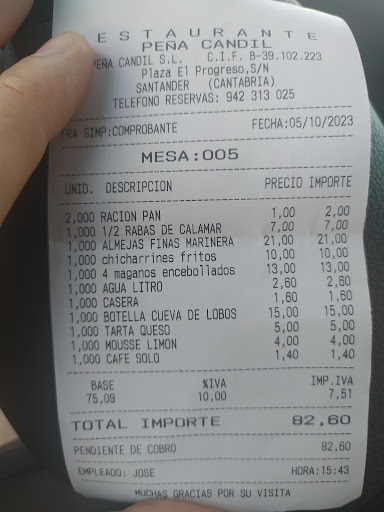 RESTAURANTE
PEÑA CANDIL
PEÑA CANDIL S.L. C.I.F. B-39.102.223
Plaza El Progreso,S/N
SANTANDER (CANTABRIA)
TELEFONO RESERVAS: 942 313 025
FRA SIMP:COMPROBANTE FECHA:05/10/2023
MESA:005
UNID. DESCRIPCION PRECIO IMPORTE
2,000 RACION PAN 1,00 2,00
1,000 1/2 RABAS DE CALAMAR 7,00 7,00
1,000 ALMEJAS FINAS MARINERA 21,00 21,00
1,000 chicharrines fritos 10,00 10,00
1,000 4 maganos encebollados 13,00 13,00
1,000 AGUA LITRO 2,60 2,60
1,000 CASERA 1,60 1,60
1,000 BOTELLA CUEVA DE LOBOS 15,00 15,00
1,000 TARTA QUESO 5,00 5,00
1,000 MOUSSE LIMON 4,00 4,00
1,000 CAFE SOLO 1,40 1,40
BASE %IVA IMP.IVA
75,09 10,00 7,51
TOTAL IMPORTE 82,60
PENDIENTE DE COBRO 82,60
EMPLEADO: JOSE HORA:15:43
MUCHAS GRACIAS POR SU VISITA